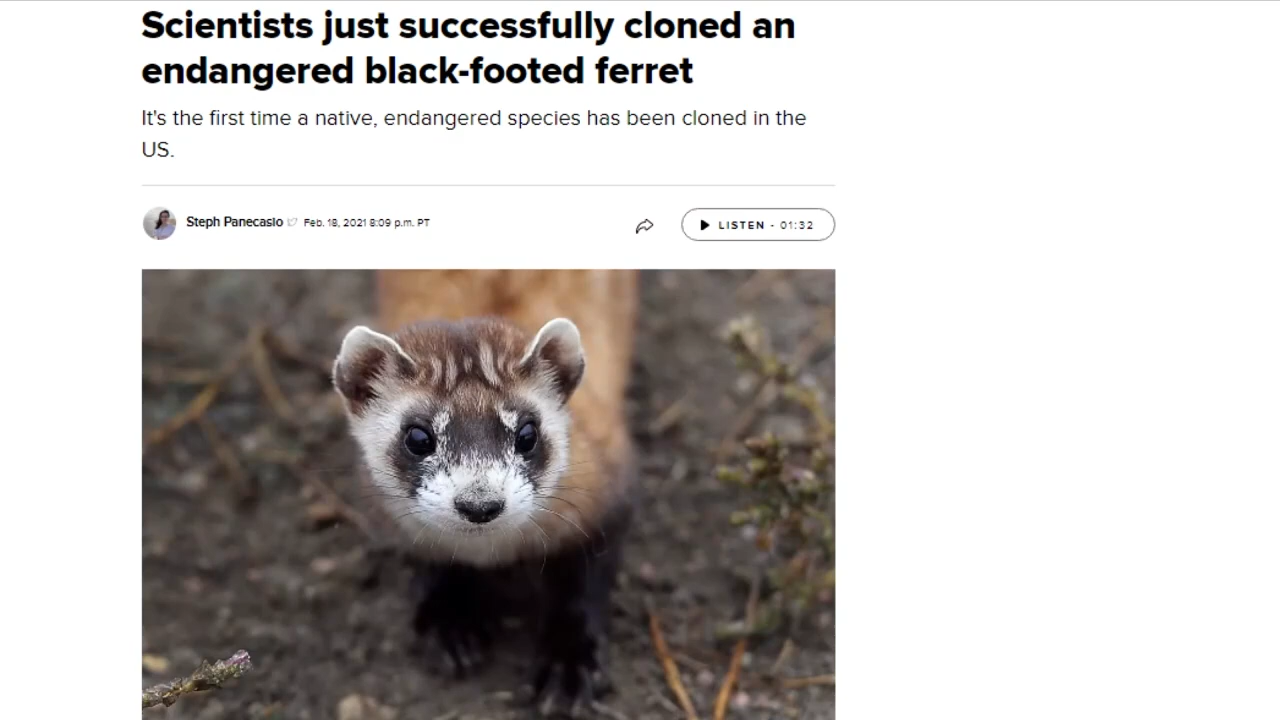 Scientists just successfully cloned an
endangered black-footed ferret
It's the first time a native, endangered species has been cloned in the
US.
Steph Panecasio Feb. 18, 2021 8:09 p.m. PT
LISTEN - 01:32